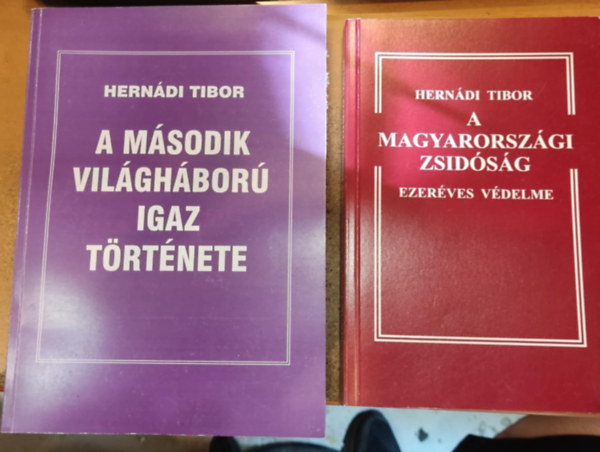 HERNÁDI TIBOR
A MÁSODIK
VILÁGHÁBORÚ
IGAZ
TÖRTÉNETE
HERNÁDI TIBOR
A
MAGYARORSZÁGI
ZSIDÓSÁG
EZERÉVES VÉDELME